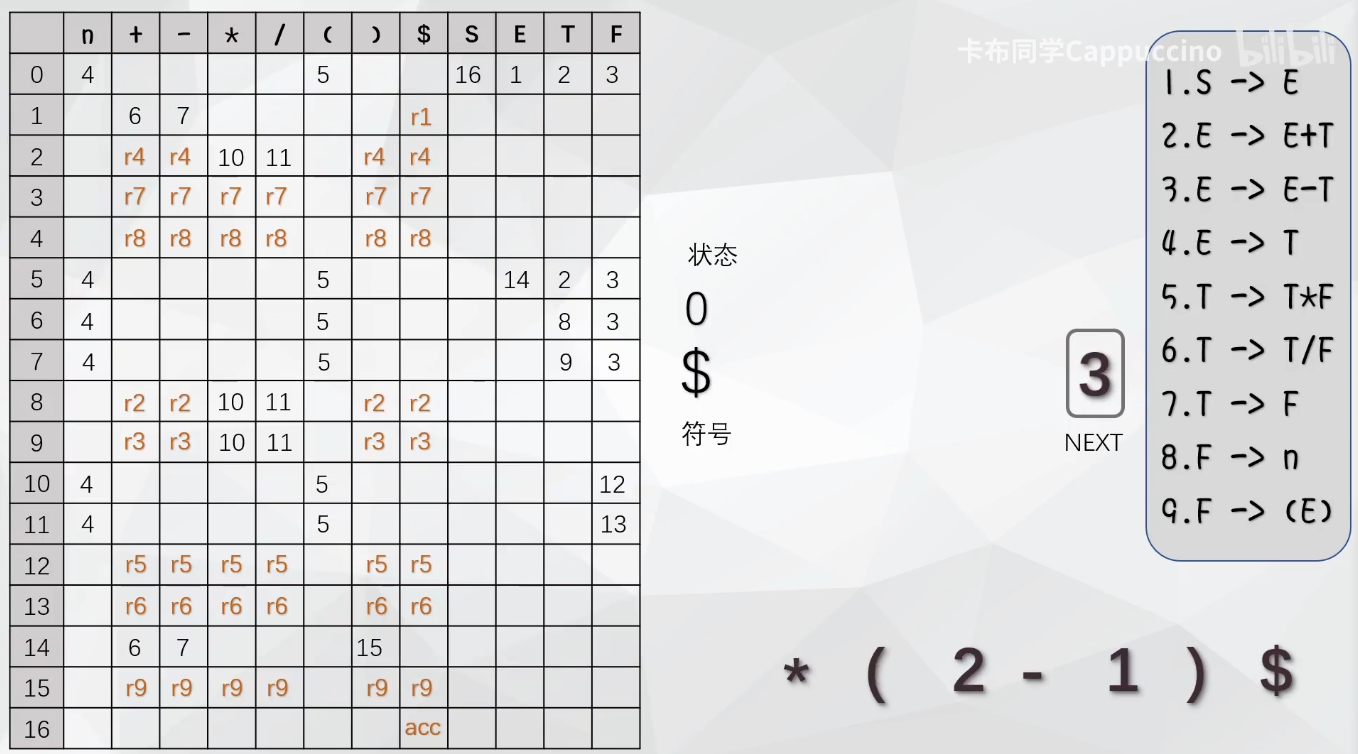 n + - * / ( ) $ S E T F
0 4 5 16 1 2 3
1 6 7 r1
2 r4 r4 10 11 r4 r4
3 r7 r7 r7 r7 r7 r7
4 r8 r8 r8 r8 r8 r8
5 4 5 14 2 3
6 4 5 8 3
7 4 5 9 3
8 r2 r2 10 11 r2 r2
9 r3 r3 10 11 r3 r3
10 4 5 12
11 4 5 13
12 r5 r5 r5 r5 r5 r5
13 r6 r6 r6 r6 r6 r6
14 6 7 15
15 r9 r9 r9 r9 r9 r9
16 acc
状态
0
$
符号
3
NEXT
卡布同学Cappuccino bilibili
1.S -> E
2.E -> E+T
3.E -> E-T
4.E -> T
5.T -> T*F
6.T -> T/F
7.T -> F
8.F -> n
9.F -> (E)
* ( 2 - 1 ) $